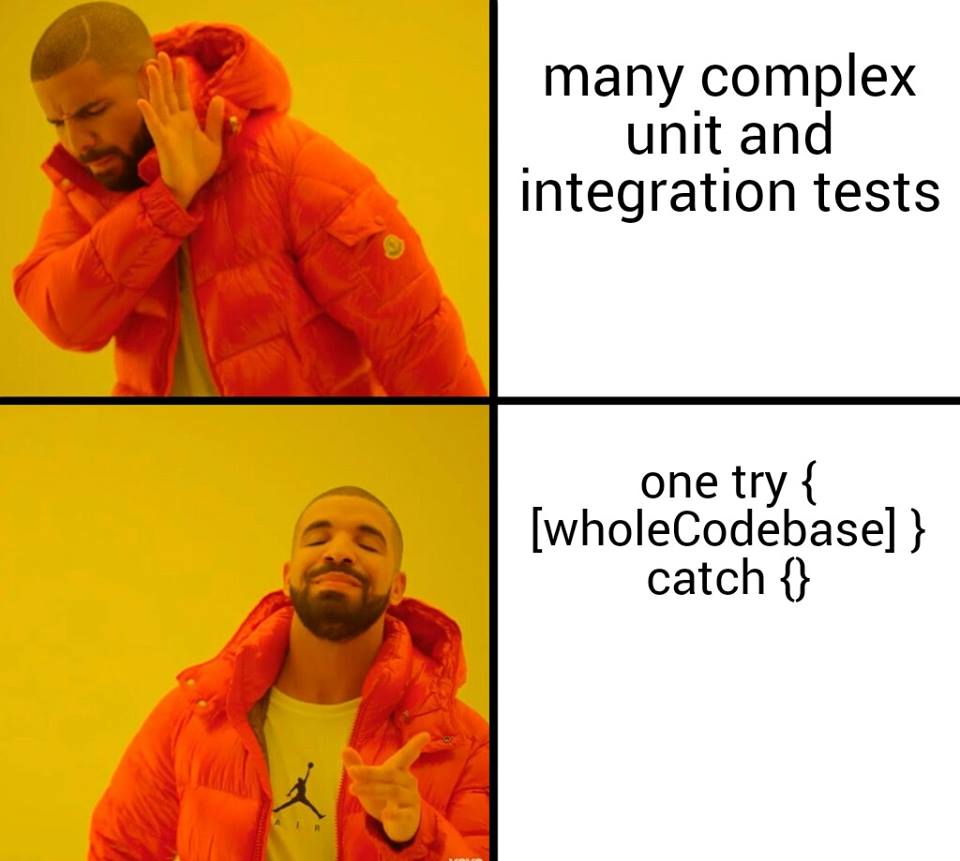 many complex
unit and
integration tests
one try {
[wholeCodebase] }
catch {}
A I R